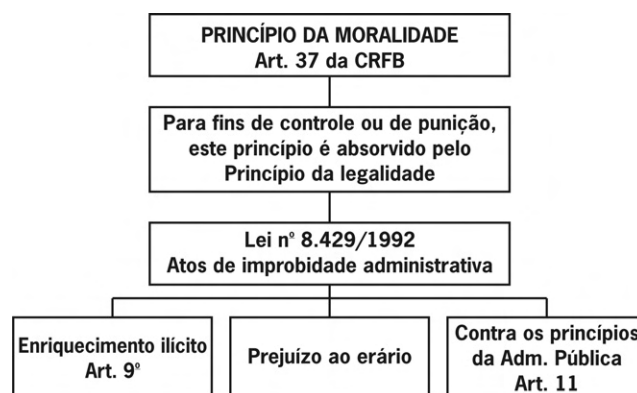 PRINCÍPIO DA MORALIDADE
Art. 37 da CRFB
Para fins de controle ou de punição,
este princípio é absorvido pelo
Princípio da legalidade
Lei nº 8.429/1992
Atos de improbidade administrativa
Enriquecimento ilícito
Art. 9º
Prejuízo ao erário
Contra os princípios
da Adm. Pública
Art. 11